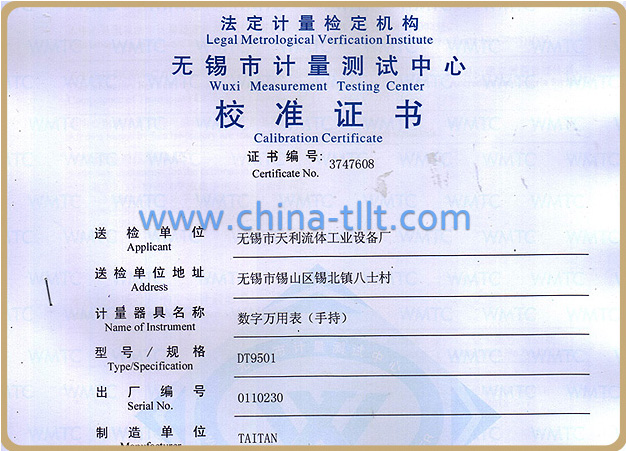 法定计量检定机构
Legal Metrological Verfication Institute
无锡市计量测试中心
Wuxi Measurement Testing Center
校准证书
Calibration Certificate
证书编号: 3747608
Certificate No.
www.china-tlt.com
送检单位 无锡市天利流体工业设备厂
Applicant
送检单位地址 无锡市锡山区锡北镇八士村
Address
计量器具名称 数字万用表（手持）
Name of Instrument
型号/规格 DT9501
Type/Specification
出厂编号 0110230
Serial No.
制造单位 TAITAN
Manufacturer
WMTC